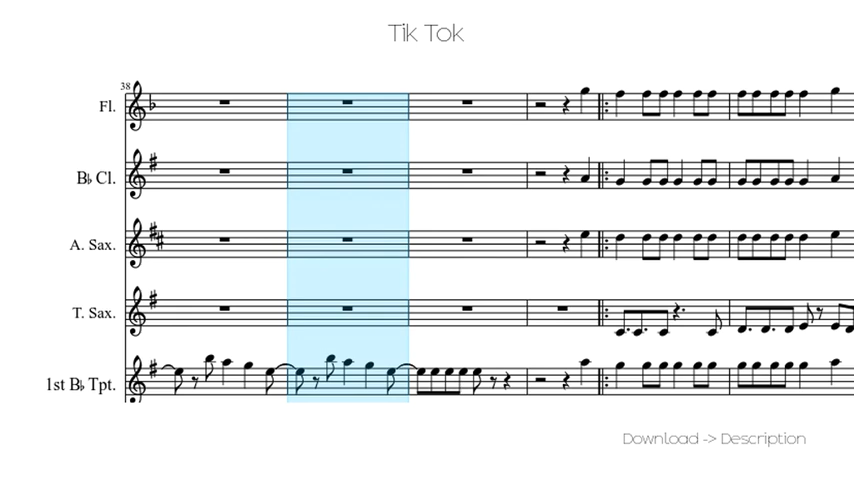 Tik Tok
38
Fl.
B♭ Cl.
A. Sax.
T. Sax.
1st B♭ Tpt.
Download -> Description